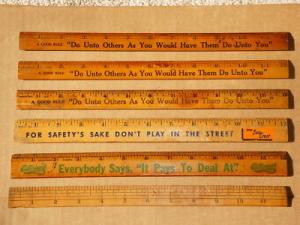 A GOOD RULE "Do Unto Others As You Would Have Them Do Unto You"
A GOOD RULE "Do Unto Others As You Would Have Them Do Unto You"
A GOOD RULE "Do Unto Others As You Would Have Them Do Unto You"
FOR SAFETY'S SAKE DON'T PLAY IN THE STREET
Everybody Says, "It Pays To Deal At"